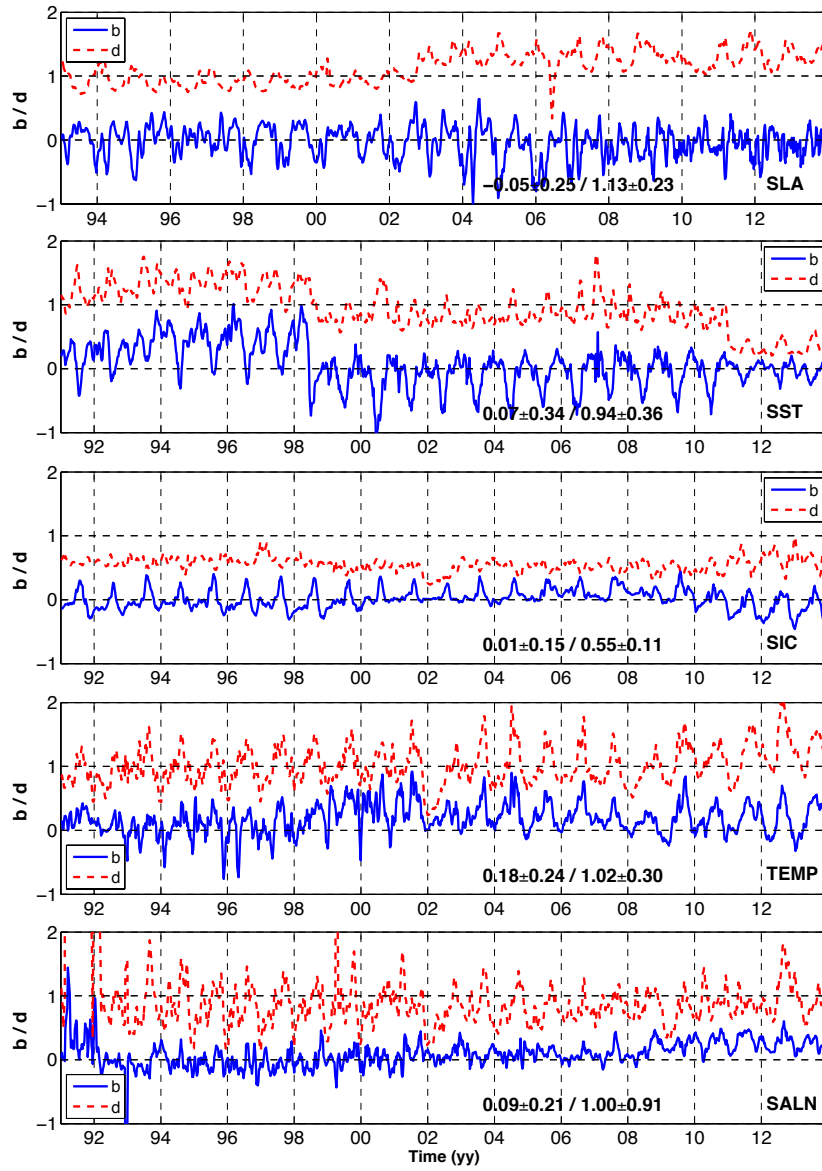 2
1
0
−1
b / d
b
d
−0.05±0.25 / 1.13±0.23
SLA
94 96 98 00 02 04 06 08 10 12
2
1
0
−1
b / d
b
d
0.07±0.34 / 0.94±0.36
SST
92 94 96 98 00 02 04 06 08 10 12
2
1
0
−1
b / d
b
d
0.01±0.15 / 0.55±0.11
SIC
92 94 96 98 00 02 04 06 08 10 12
2
1
0
−1
b / d
b
d
0.18±0.24 / 1.02±0.30
TEMP
92 94 96 98 00 02 04 06 08 10 12
2
1
0
−1
b / d
b
d
0.09±0.21 / 1.00±0.91
SALN
92 94 96 98 00 02 04 06 08 10 12
Time (yy)